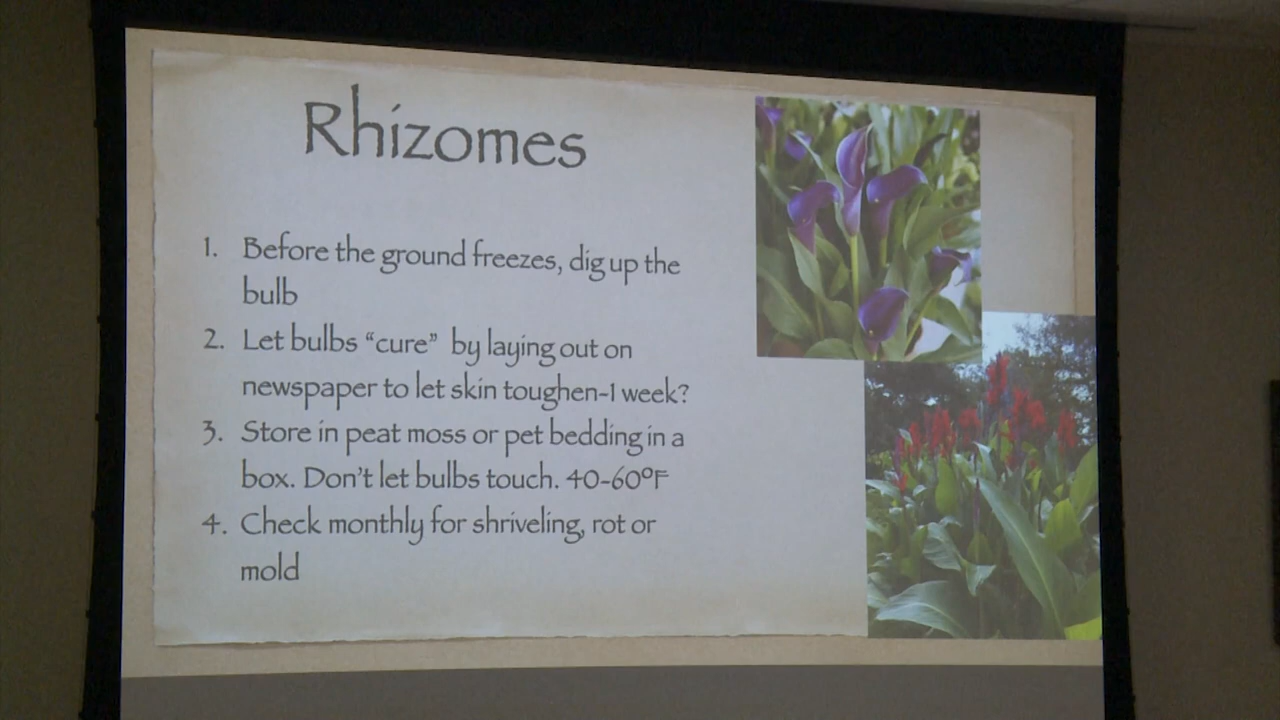 Rhizomes
1. Before the ground freezes, dig up the
bulb
2. Let bulbs “cure” by laying out on
newspaper to let skin toughen-1 week?
3. Store in peat moss or pet bedding in a
box. Don’t let bulbs touch. 40-60ºF
4. Check monthly for shriveling, rot or
mold